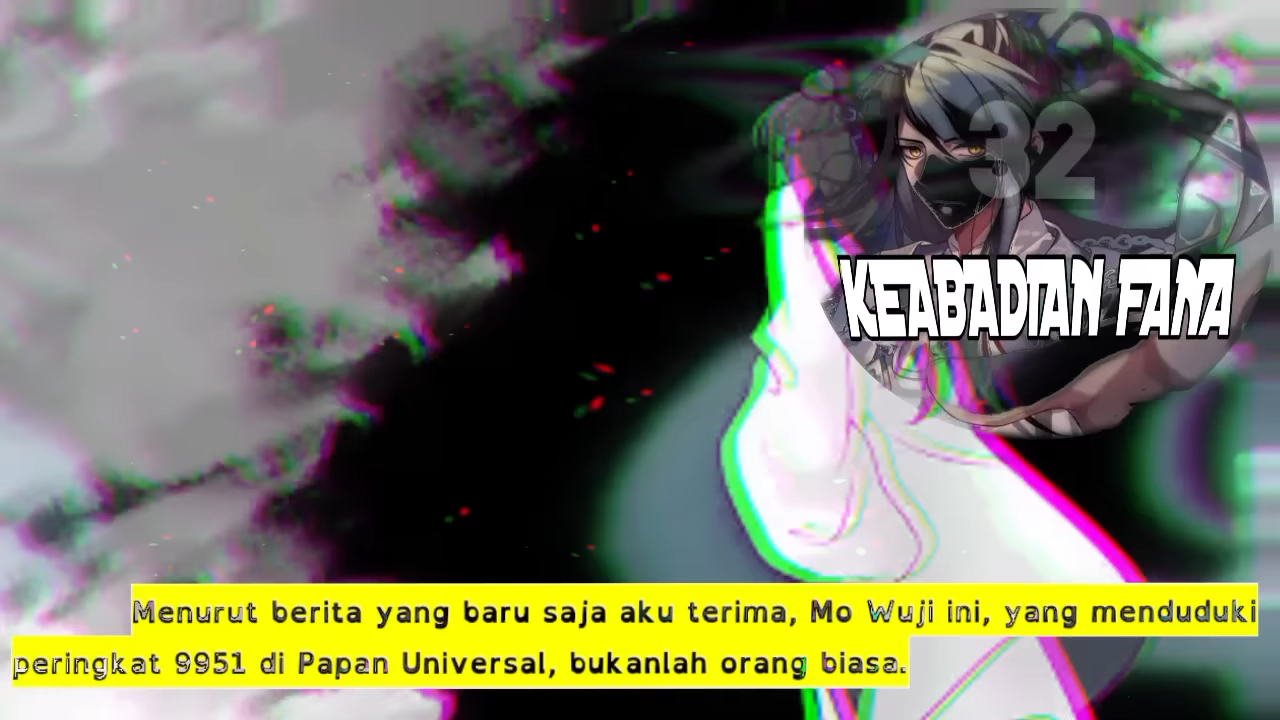 32
KEABADIAN FANA
Menurut berita yang baru saja aku terima, Mo Wuji ini, yang menduduki
peringkat 9951 di Papan Universal, bukanlah orang biasa.